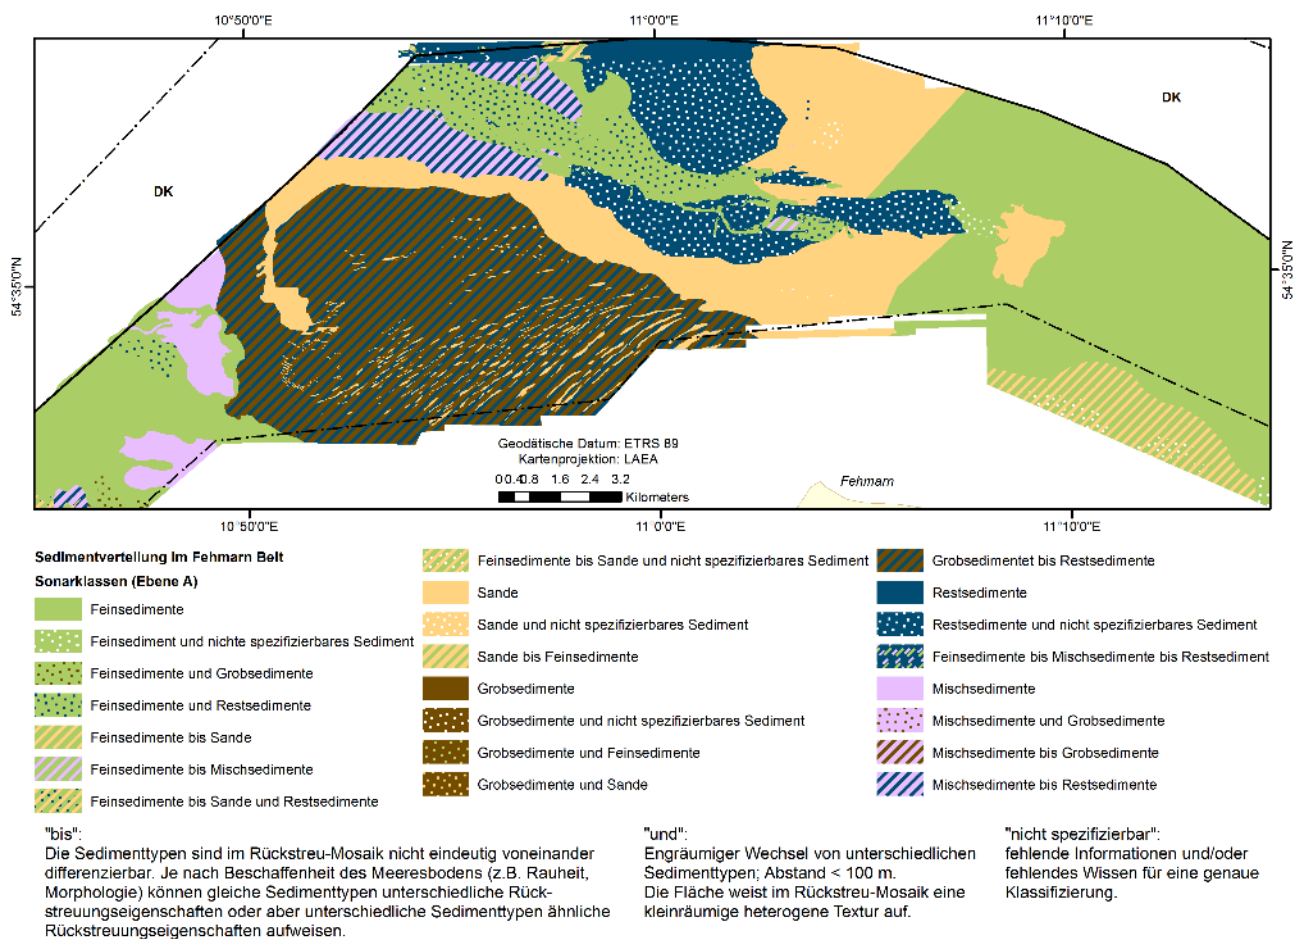 10°50'0"E
11°0'0"E
11°10'0"E
DK
DK
54°35'0"N
54°35'0"N
Geodätische Datum: ETRS 89
Kartenprojektion: LAEA
0 0.4 0.8 1.6 2.4 3.2
Kilometers
Fehmarn
10°50'0"E
11°0'0"E
11°10'0"E
Sedimentverteilung im Fehmarn Belt
Sonarklassen (Ebene A)
Feinsedimente
Feinsediment und nichte spezifizierbares Sediment
Feinsedimente und Grobsedimente
Feinsedimente und Restsedimente
Feinsedimente bis Sande
Feinsedimente bis Mischsedimente
Feinsedimente bis Sande und Restsedimente
Feinsedimente bis Sande und nicht spezifizierbares Sediment
Sande
Sande und nicht spezifizierbares Sediment
Sande bis Feinsedimente
Grobsedimente
Grobsedimente und nicht spezifizierbares Sediment
Grobsedimente und Feinsedimente
Grobsedimente und Sande
Grobsedimentet bis Restsedimente
Restsedimente
Restsedimente und nicht spezifizierbares Sediment
Feinsedimente bis Mischsedimente bis Restsediment
Mischsedimente
Mischsedimente und Grobsedimente
Mischsedimente bis Grobsedimente
Mischsedimente bis Restsedimente
"bis":
Die Sedimenttypen sind im Rückstreu-Mosaik nicht eindeutig voneinander
differenzierbar. Je nach Beschaffenheit des Meeresbodens (z.B. Rauheit,
Morphologie) können gleiche Sedimenttypen unterschiedliche Rück-
streuungseigenschaften oder aber unterschiedliche Sedimenttypen ähnliche
Rückstreuungseigenschaften aufweisen.
"und":
Engräumiger Wechsel von unterschiedlichen
Sedimenttypen; Abstand < 100 m.
Die Fläche weist im Rückstreu-Mosaik eine
kleinräumige heterogene Textur auf.
"nicht spezifizierbar":
fehlende Informationen und/oder
fehlendes Wissen für eine genaue
Klassifizierung.